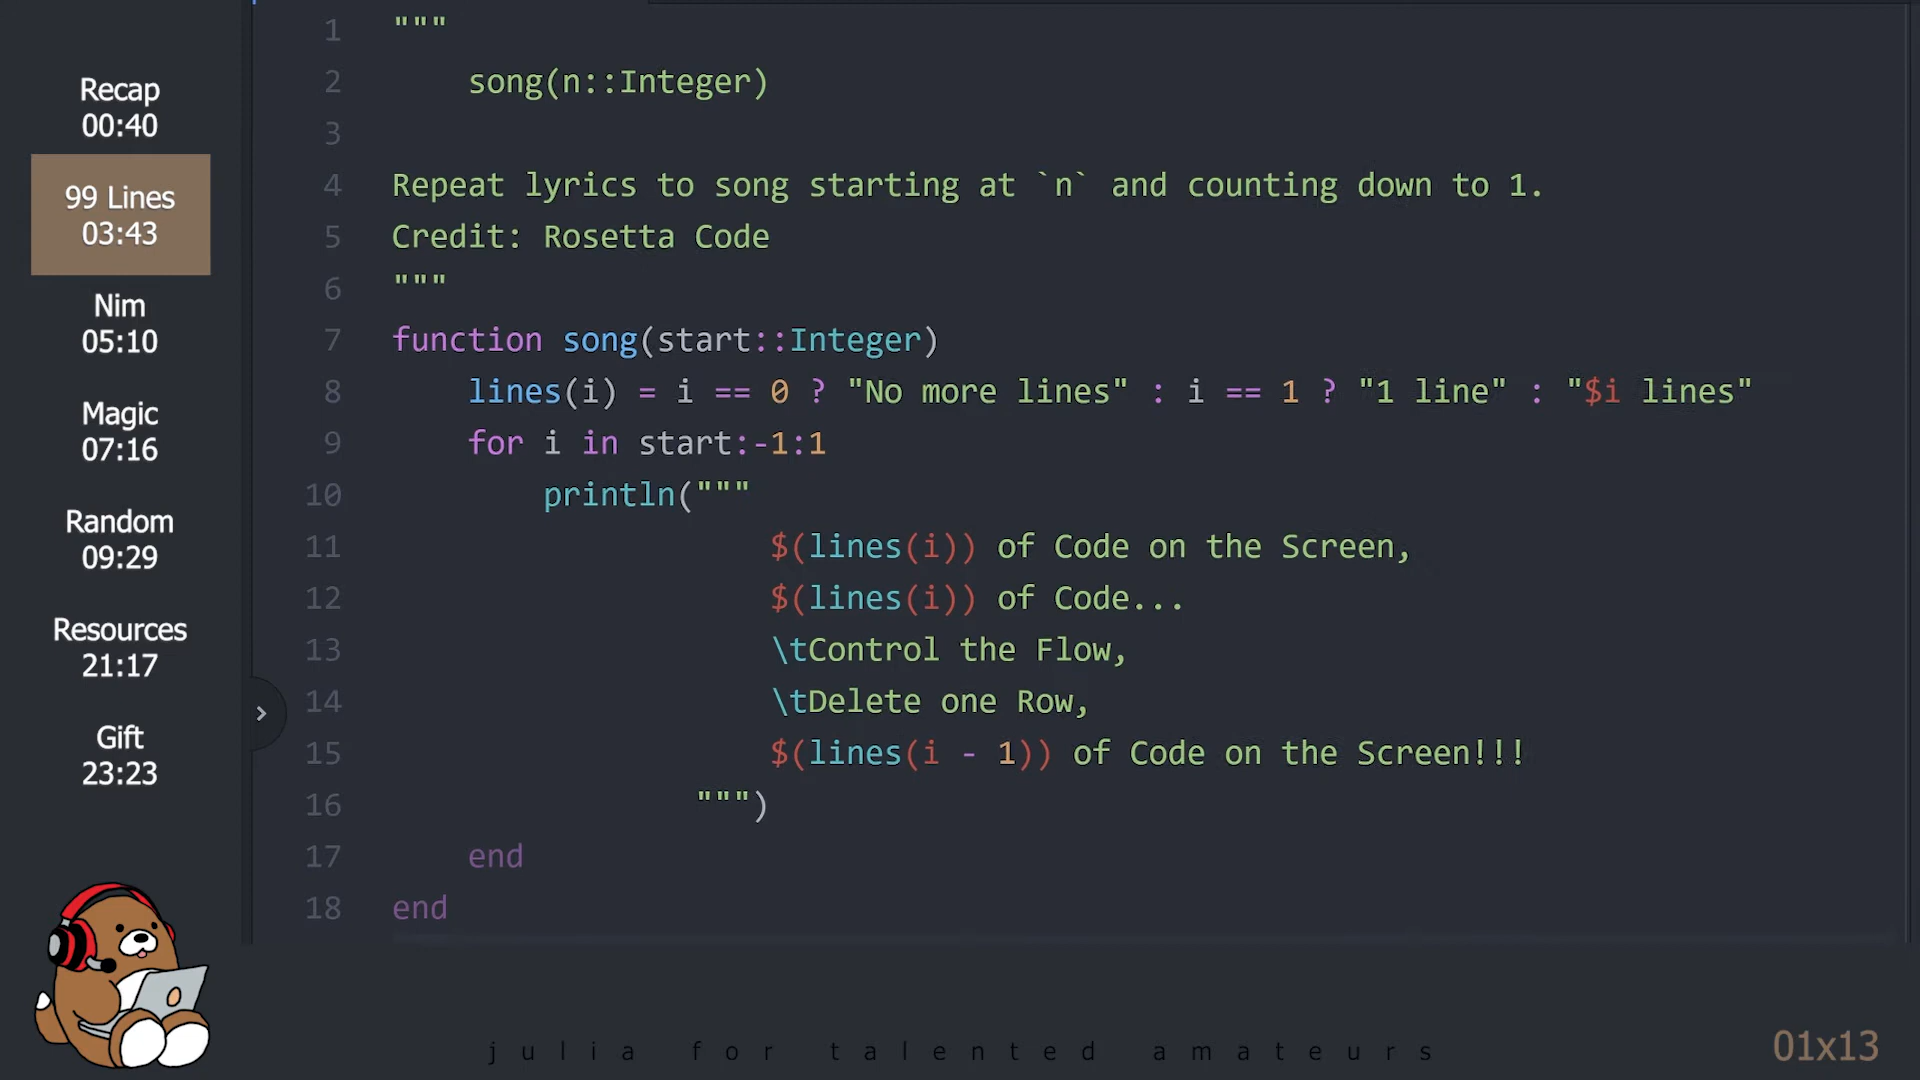 Recap
00:40
99 Lines
03:43
Nim
05:10
Magic
07:16
Random
09:29
Resources
21:17
Gift
23:23
1 """
2     song(n::Integer)
3
4 Repeat lyrics to song starting at `n` and counting down to 1.
5 Credit: Rosetta Code
6 """
7 function song(start::Integer)
8     lines(i) = i == 0 ? "No more lines" : i == 1 ? "1 line" : "$i lines"
9     for i in start:-1:1
10         println("""
11                     $(lines(i)) of Code on the Screen,
12                     $(lines(i)) of Code...
13                     \tControl the Flow,
14                     \tDelete one Row,
15                     $(lines(i - 1)) of Code on the Screen!!!
16                 """)
17     end
18 end
julia for talented amateurs
01x13